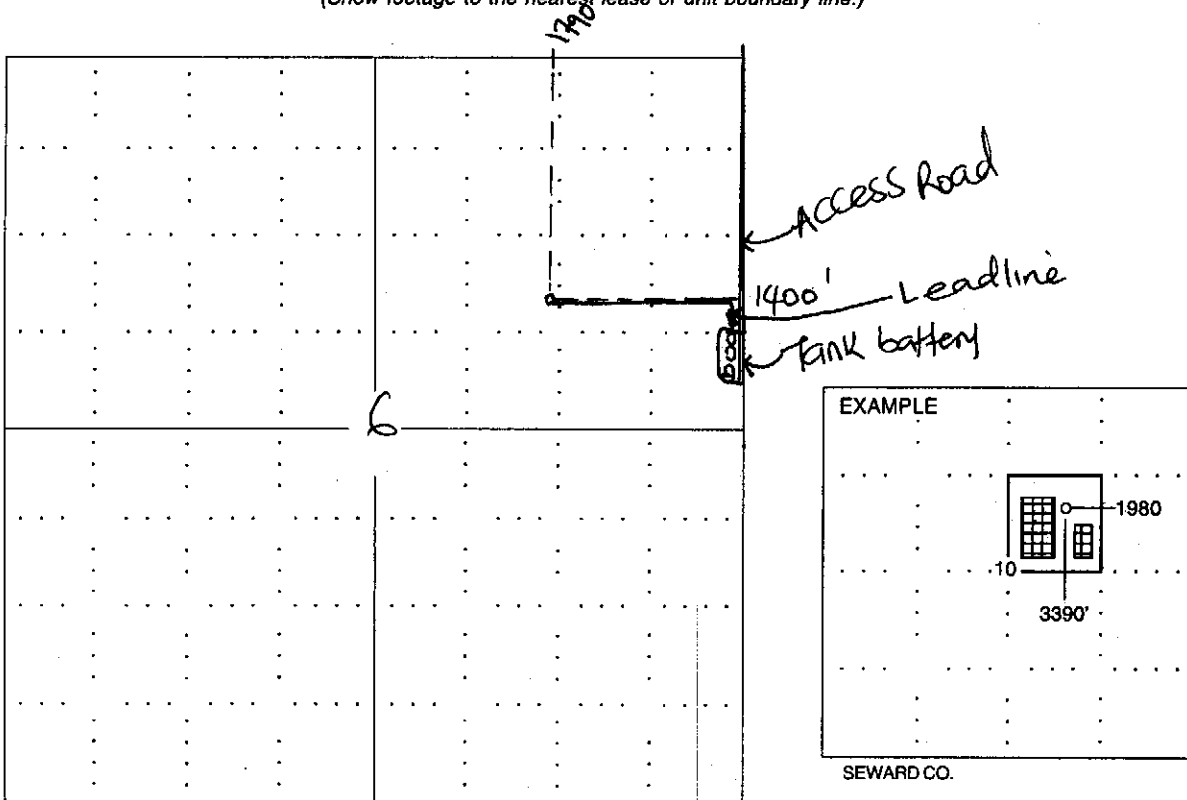 (Show footage to the nearest lease or unit boundary line.)
1790
Access Road
1400'
Leadline
Tank battery
6
EXAMPLE
1980
10
3390'
SEWARD CO.